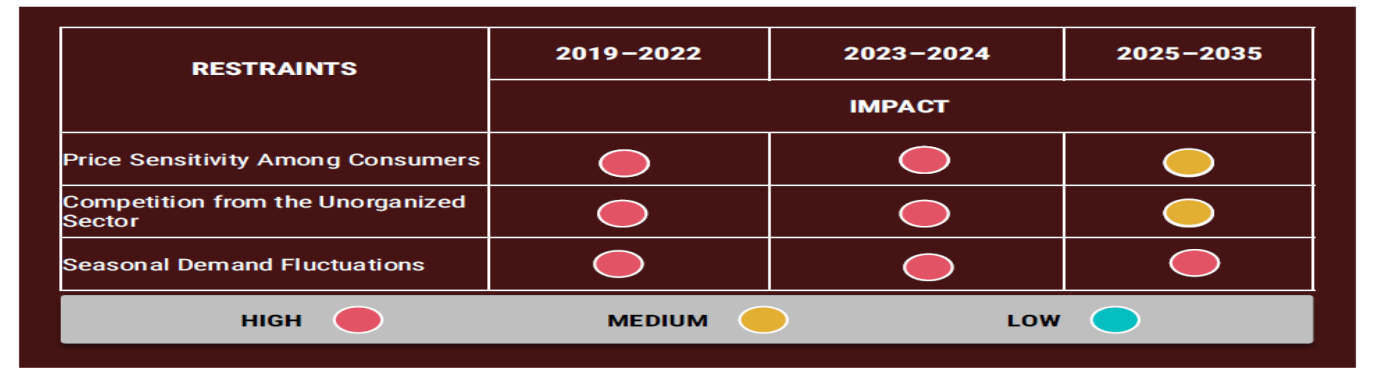 RESTRAINTS
2019–2022
2023–2024
2025–2035
IMPACT
Price Sensitivity Among Consumers
Competition from the Unorganized
Sector
Seasonal Demand Fluctuations
HIGH
MEDIUM
LOW